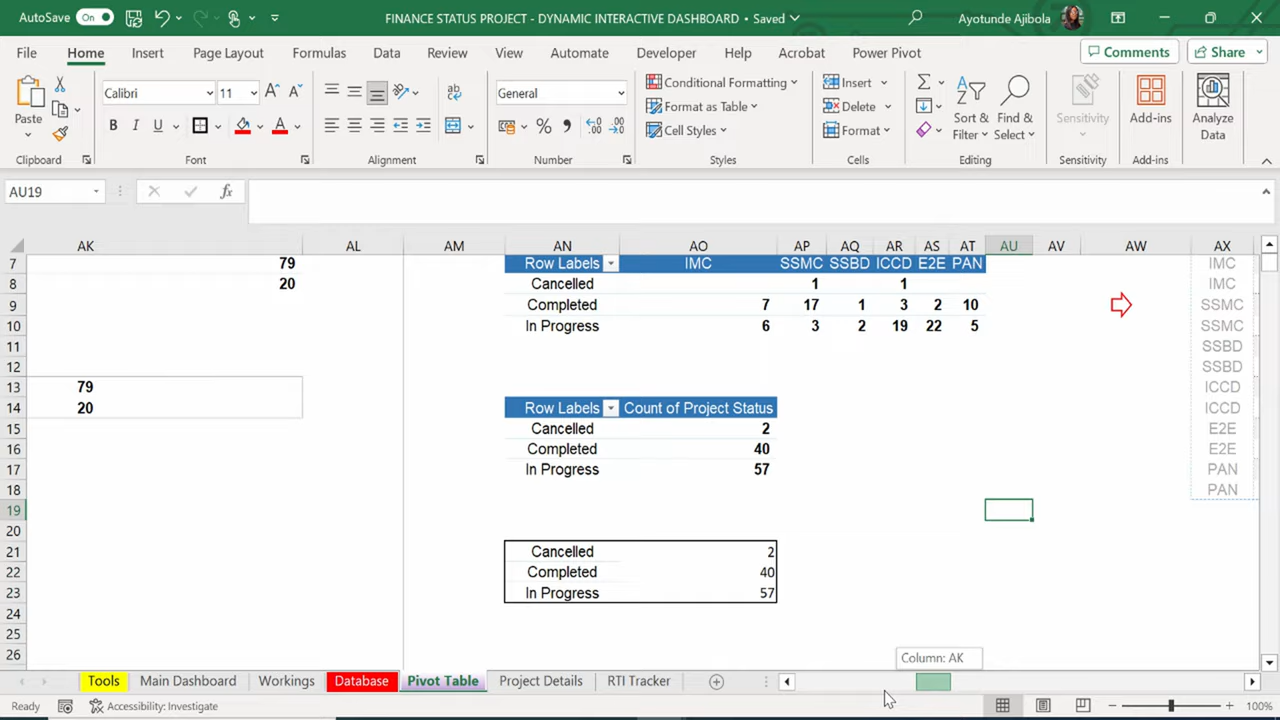 AutoSave On FINANCE STATUS PROJECT - DYNAMIC INTERACTIVE DASHBOARD • Saved Ayotunde Ajibola
File Home Insert Page Layout Formulas Data Review View Automate Developer Help Acrobat Power Pivot Comments Share
Paste Calibri 11 General Conditional Formatting Insert Sort & Find & Sensitivity Add-ins Analyze
Format as Table Delete Filter Select Data
B I U Cell Styles Format
Clipboard Font Alignment Number Styles Cells Editing Sensitivity Add-ins
AU19 fx
AK AL AM AN AO AP AQ AR AS AT AU AV AW AX
7 79 Row Labels IMC SSMC SSBD ICCD E2E PAN IMC
8 20 Cancelled 1 1 IMC
9 Completed 7 17 1 3 2 10 SSMC
10 In Progress 6 3 2 19 22 5 SSMC
11 SSBD
12 SSBD
13 79 ICCD
14 20 Row Labels Count of Project Status ICCD
15 Cancelled 2 E2E
16 Completed 40 E2E
17 In Progress 57 PAN
18 PAN
19
20
21 Cancelled 2
22 Completed 40
23 In Progress 57
24
25
26 Column: AK
Tools Main Dashboard Workings Database Pivot Table Project Details RTI Tracker
Ready Accessibility: Investigate 100%